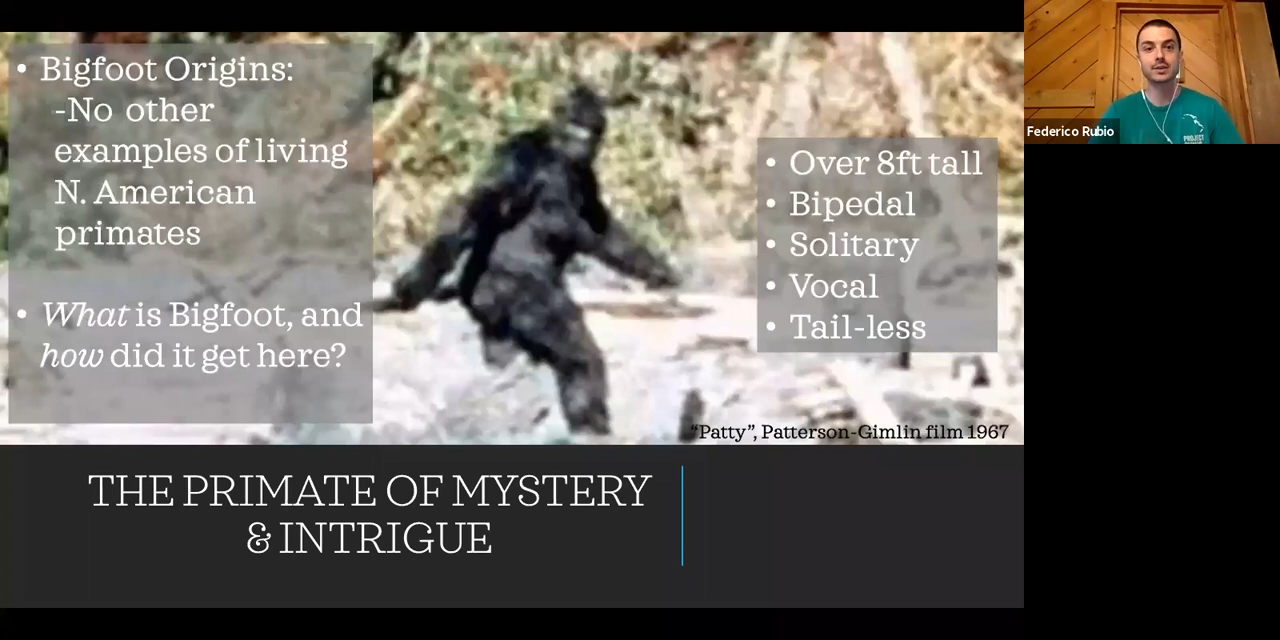 • Bigfoot Origins:
-No other
examples of living
N. American
primates
• What is Bigfoot, and
how did it get here?
• Over 8ft tall
• Bipedal
• Solitary
• Vocal
• Tail-less
"Patty", Patterson-Gimlin film 1967
THE PRIMATE OF MYSTERY
& INTRIGUE
Federico Rubio
PROJECT